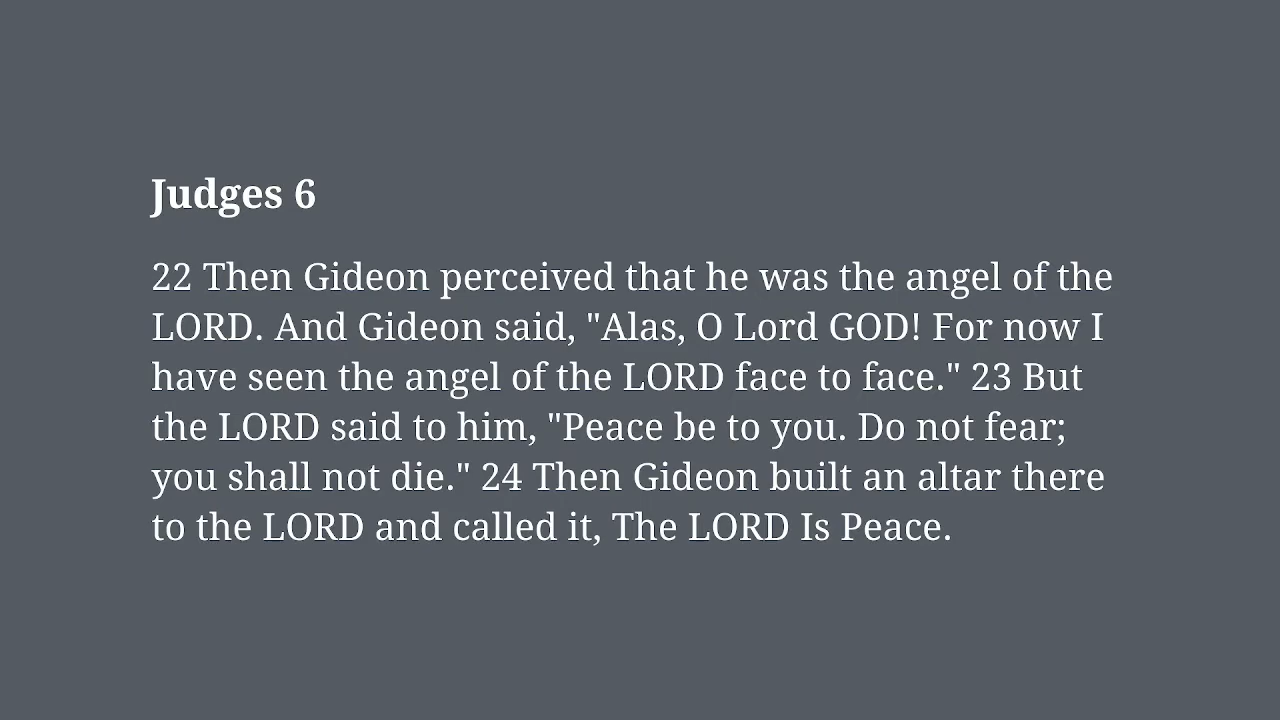 Judges 6
22 Then Gideon perceived that he was the angel of the
LORD. And Gideon said, "Alas, O Lord GOD! For now I
have seen the angel of the LORD face to face." 23 But
the LORD said to him, "Peace be to you. Do not fear;
you shall not die." 24 Then Gideon built an altar there
to the LORD and called it, The LORD Is Peace.